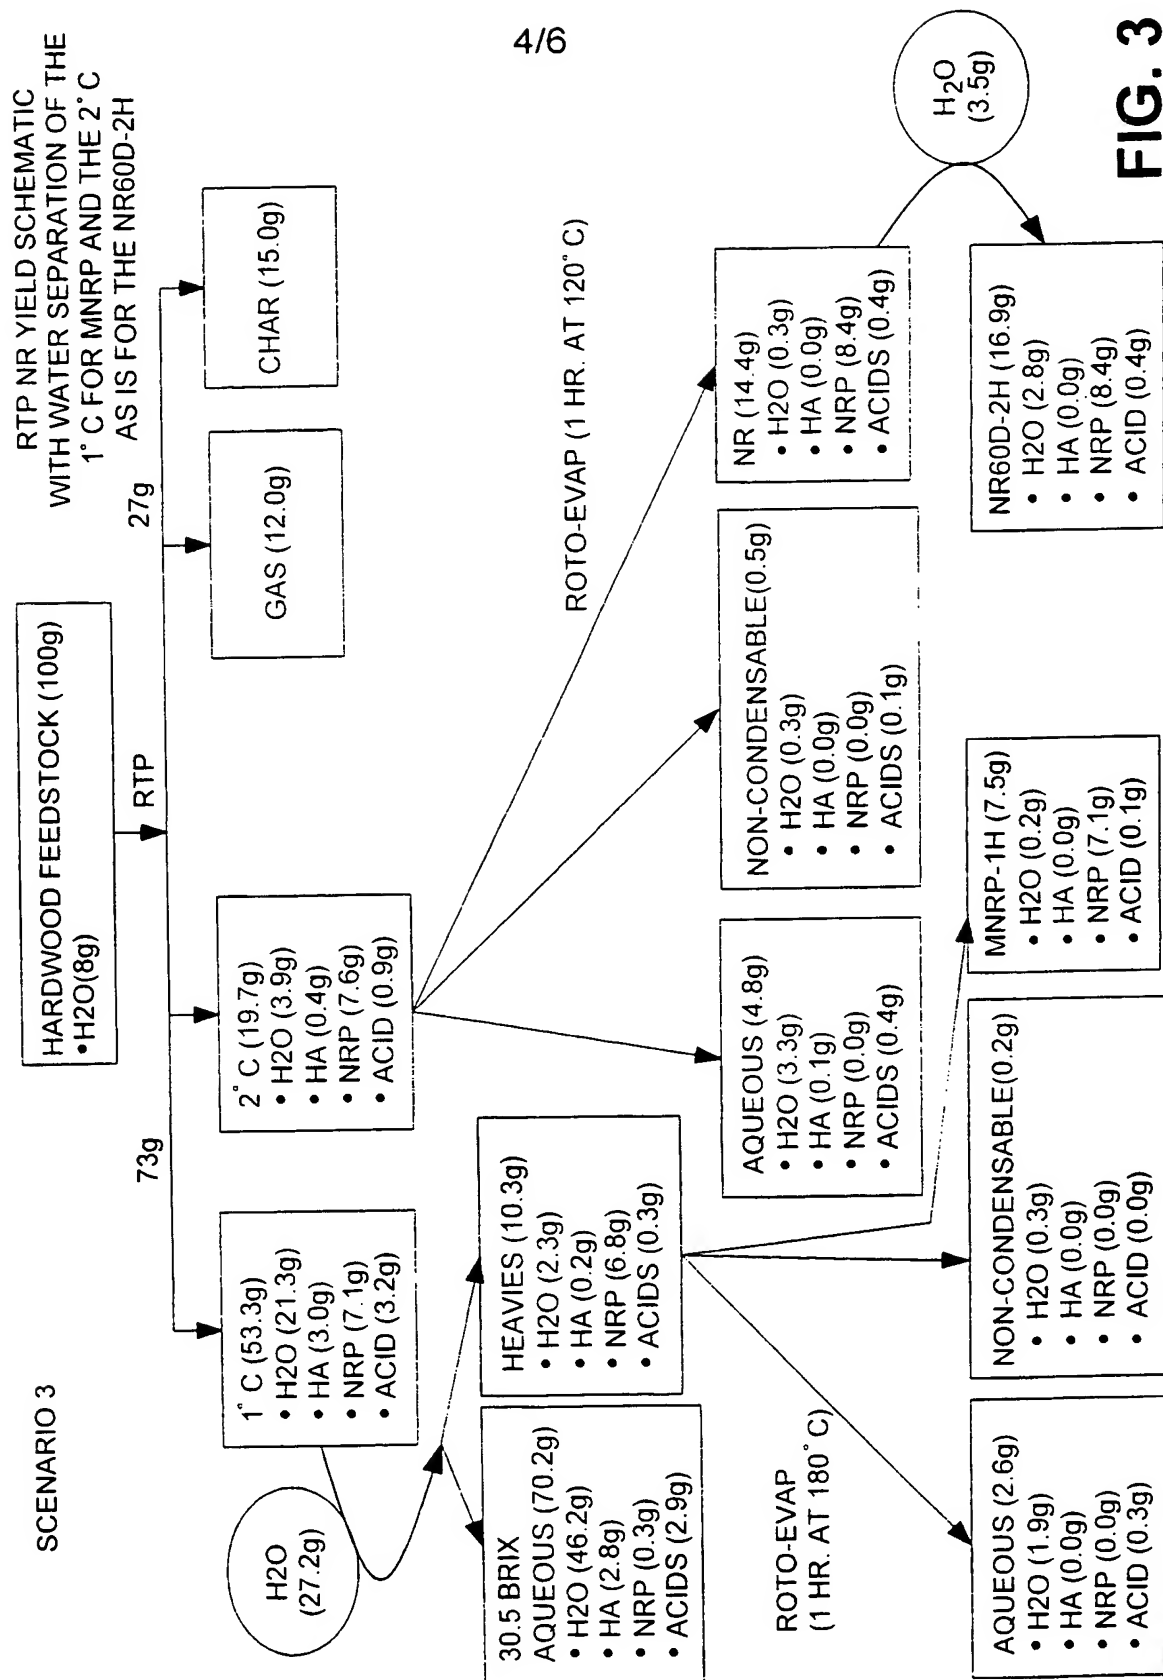 4/6
SCENARIO 3
RTP NR YIELD SCHEMATIC
WITH WATER SEPARATION OF THE
1° C FOR MNRP AND THE 2° C
AS IS FOR THE NR60D-2H
HARDWOOD FEEDSTOCK (100g)
•H2O(8g)
RTP
73g
27g
1° C (53.3g)
• H2O (21.3g)
• HA (3.0g)
• NRP (7.1g)
• ACID (3.2g)
2° C (19.7g)
• H2O (3.9g)
• HA (0.4g)
• NRP (7.6g)
• ACID (0.9g)
GAS (12.0g)
CHAR (15.0g)
H2O
(27.2g)
30.5 BRIX
AQUEOUS (70.2g)
• H2O (46.2g)
• HA (2.8g)
• NRP (0.3g)
• ACIDS (2.9g)
HEAVIES (10.3g)
• H2O (2.3g)
• HA (0.2g)
• NRP (6.8g)
• ACIDS (0.3g)
ROTO-EVAP (1 HR. AT 120° C)
AQUEOUS (4.8g)
• H2O (3.3g)
• HA (0.1g)
• NRP (0.0g)
• ACIDS (0.4g)
NON-CONDENSABLE(0.5g)
• H2O (0.3g)
• HA (0.0g)
• NRP (0.0g)
• ACIDS (0.1g)
NR (14.4g)
• H2O (0.3g)
• HA (0.0g)
• NRP (8.4g)
• ACIDS (0.4g)
H2O
(3.5g)
ROTO-EVAP
(1 HR. AT 180° C)
AQUEOUS (2.6g)
• H2O (1.9g)
• HA (0.0g)
• NRP (0.0g)
• ACID (0.3g)
NON-CONDENSABLE(0.2g)
• H2O (0.3g)
• HA (0.0g)
• NRP (0.0g)
• ACID (0.0g)
MNRP-1H (7.5g)
• H2O (0.2g)
• HA (0.0g)
• NRP (7.1g)
• ACID (0.1g)
NR60D-2H (16.9g)
• H2O (2.8g)
• HA (0.0g)
• NRP (8.4g)
• ACID (0.4g)
FIG. 3